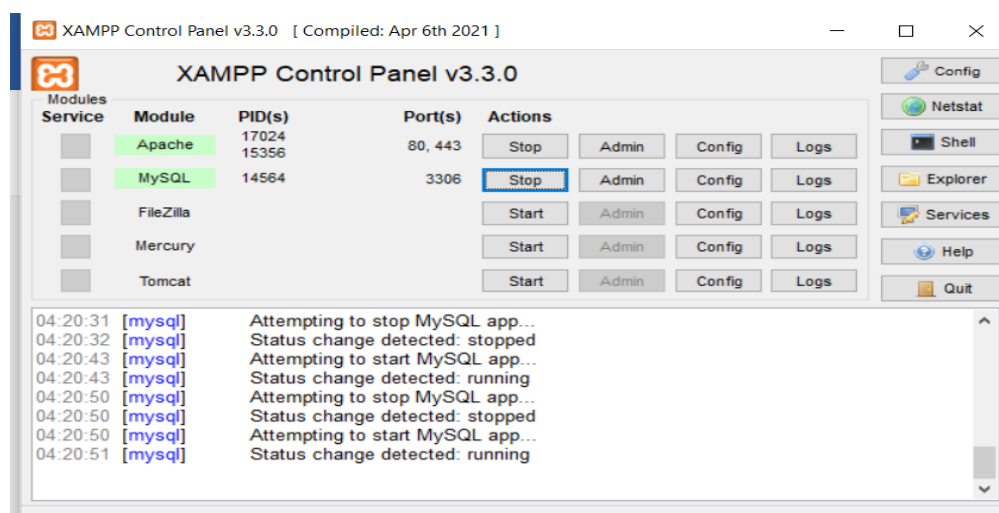 XAMPP Control Panel v3.3.0 [ Compiled: Apr 6th 2021 ]
XAMPP Control Panel v3.3.0
Config
Modules
Service Module PID(s) Port(s) Actions
Netstat
Apache 17024 15356 80, 443 Stop Admin Config Logs
Shell
MySQL 14564 3306 Stop Admin Config Logs
Explorer
FileZilla Start Admin Config Logs
Services
Mercury Start Admin Config Logs
Help
Tomcat Start Admin Config Logs
Quit
04:20:31 [mysql] Attempting to stop MySQL app...
04:20:32 [mysql] Status change detected: stopped
04:20:43 [mysql] Attempting to start MySQL app...
04:20:43 [mysql] Status change detected: running
04:20:50 [mysql] Attempting to stop MySQL app...
04:20:50 [mysql] Status change detected: stopped
04:20:50 [mysql] Attempting to start MySQL app...
04:20:51 [mysql] Status change detected: running